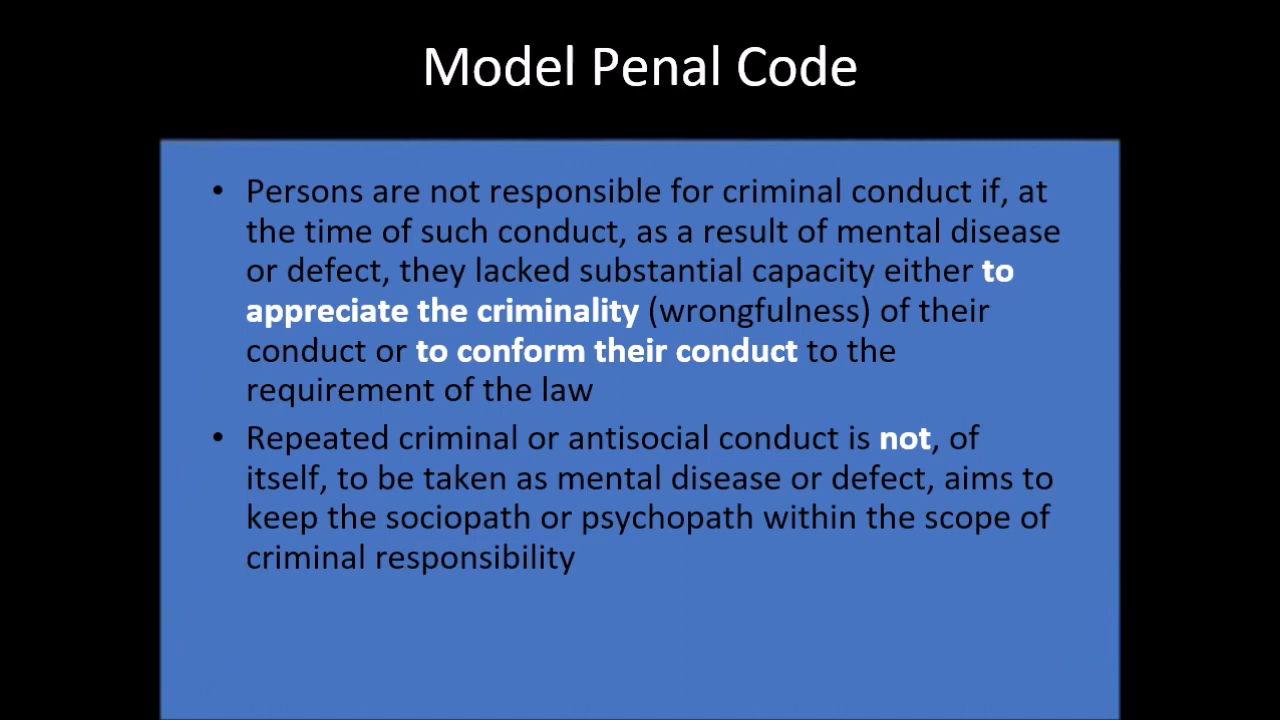 Model Penal Code
• Persons are not responsible for criminal conduct if, at
the time of such conduct, as a result of mental disease
or defect, they lacked substantial capacity either to
appreciate the criminality (wrongfulness) of their
conduct or to conform their conduct to the
requirement of the law
• Repeated criminal or antisocial conduct is not, of
itself, to be taken as mental disease or defect, aims to
keep the sociopath or psychopath within the scope of
criminal responsibility